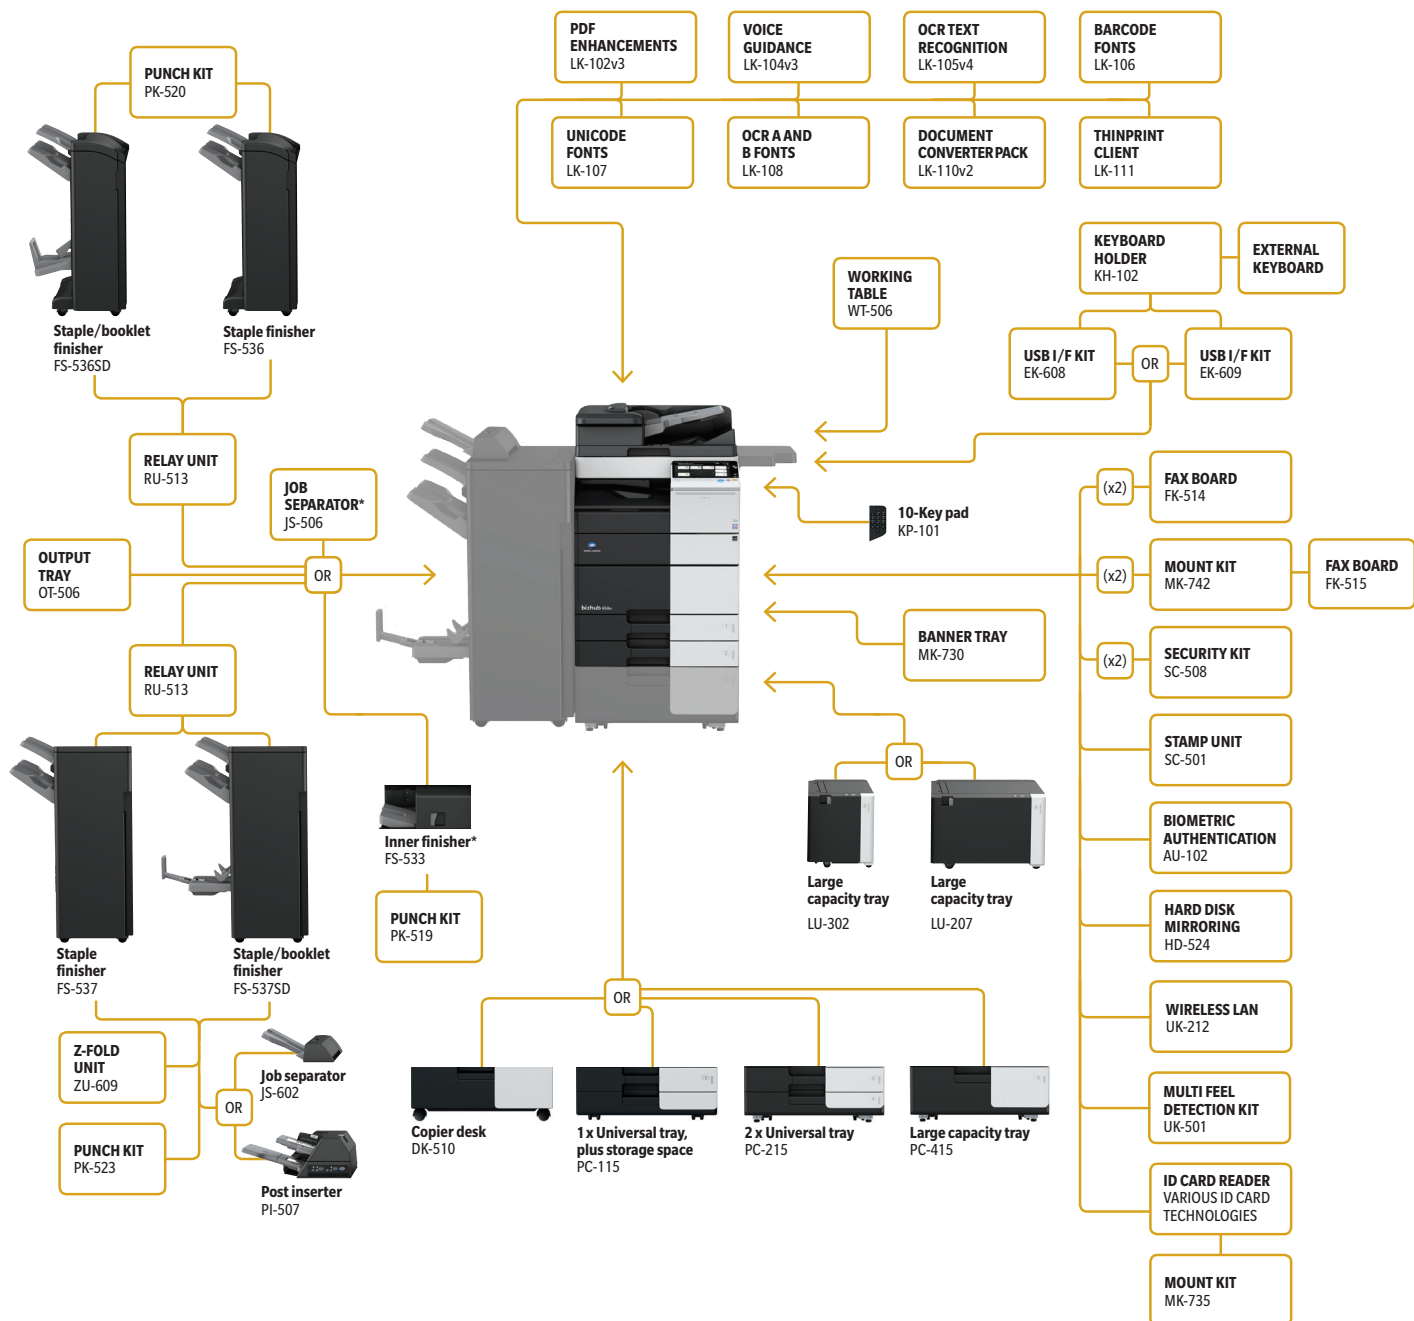 PDF
ENHANCEMENTS
LK-102v3
VOICE
GUIDANCE
LK-104v3
OCR TEXT
RECOGNITION
LK-105v4
BARCODE
FONTS
LK-106
UNICODE
FONTS
LK-107
OCR A AND
B FONTS
LK-108
DOCUMENT
CONVERTER PACK
LK-110v2
THINPRINT
CLIENT
LK-111
PUNCH KIT
PK-520
Staple/booklet
finisher
FS-536SD
Staple finisher
FS-536
RELAY UNIT
RU-513
JOB
SEPARATOR*
JS-506
OUTPUT
TRAY
OT-506
OR
RELAY UNIT
RU-513
Staple
finisher
FS-537
Staple/booklet
finisher
FS-537SD
Z-FOLD
UNIT
ZU-609
PUNCH KIT
PK-523
OR
Job separator
JS-602
Post inserter
PI-507
Inner finisher*
FS-533
PUNCH KIT
PK-519
WORKING
TABLE
WT-506
KEYBOARD
HOLDER
KH-102
EXTERNAL
KEYBOARD
USB I/F KIT
EK-608
OR
USB I/F KIT
EK-609
10-Key pad
KP-101
bizhub
BANNER TRAY
MK-730
OR
Large
capacity tray
LU-302
Large
capacity tray
LU-207
OR
Copier desk
DK-510
1 x Universal tray,
plus storage space
PC-115
2 x Universal tray
PC-215
Large capacity tray
PC-415
(x2)
FAX BOARD
FK-514
(x2)
MOUNT KIT
MK-742
FAX BOARD
FK-515
(x2)
SECURITY KIT
SC-508
STAMP UNIT
SC-501
BIOMETRIC
AUTHENTICATION
AU-102
HARD DISK
MIRRORING
HD-524
WIRELESS LAN
UK-212
MULTI FEEL
DETECTION KIT
UK-501
ID CARD READER
VARIOUS ID CARD
TECHNOLOGIES
MOUNT KIT
MK-735